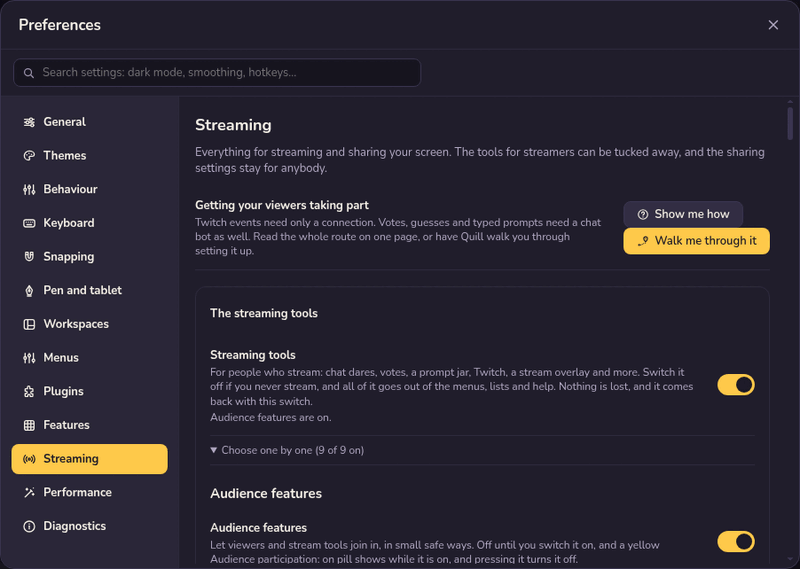 Preferences
Search settings: dark mode, smoothing, hotkeys...
General
Themes
Behaviour
Keyboard
Snapping
Pen and tablet
Workspaces
Menus
Plugins
Features
Streaming
Performance
Diagnostics
Streaming
Everything for streaming and sharing your screen. The tools for streamers can be tucked away, and the sharing
settings stay for anybody.
Getting your viewers taking part
Twitch events need only a connection. Votes, guesses and typed prompts need a chat
bot as well. Read the whole route on one page, or have Quill walk you through
setting it up.
Show me how
Walk me through it
The streaming tools
Streaming tools
For people who stream: chat dares, votes, a prompt jar, Twitch, a stream overlay and more. Switch it
off if you never stream, and all of it goes out of the menus, lists and help. Nothing is lost, and it comes
back with this switch.
Audience features are on.
▼ Choose one by one (9 of 9 on)
Audience features
Audience features
Let viewers and stream tools join in, in small safe ways. Off until you switch it on, and a yellow
Audience participation: on pill shows while it is on, and pressing it turns it off.